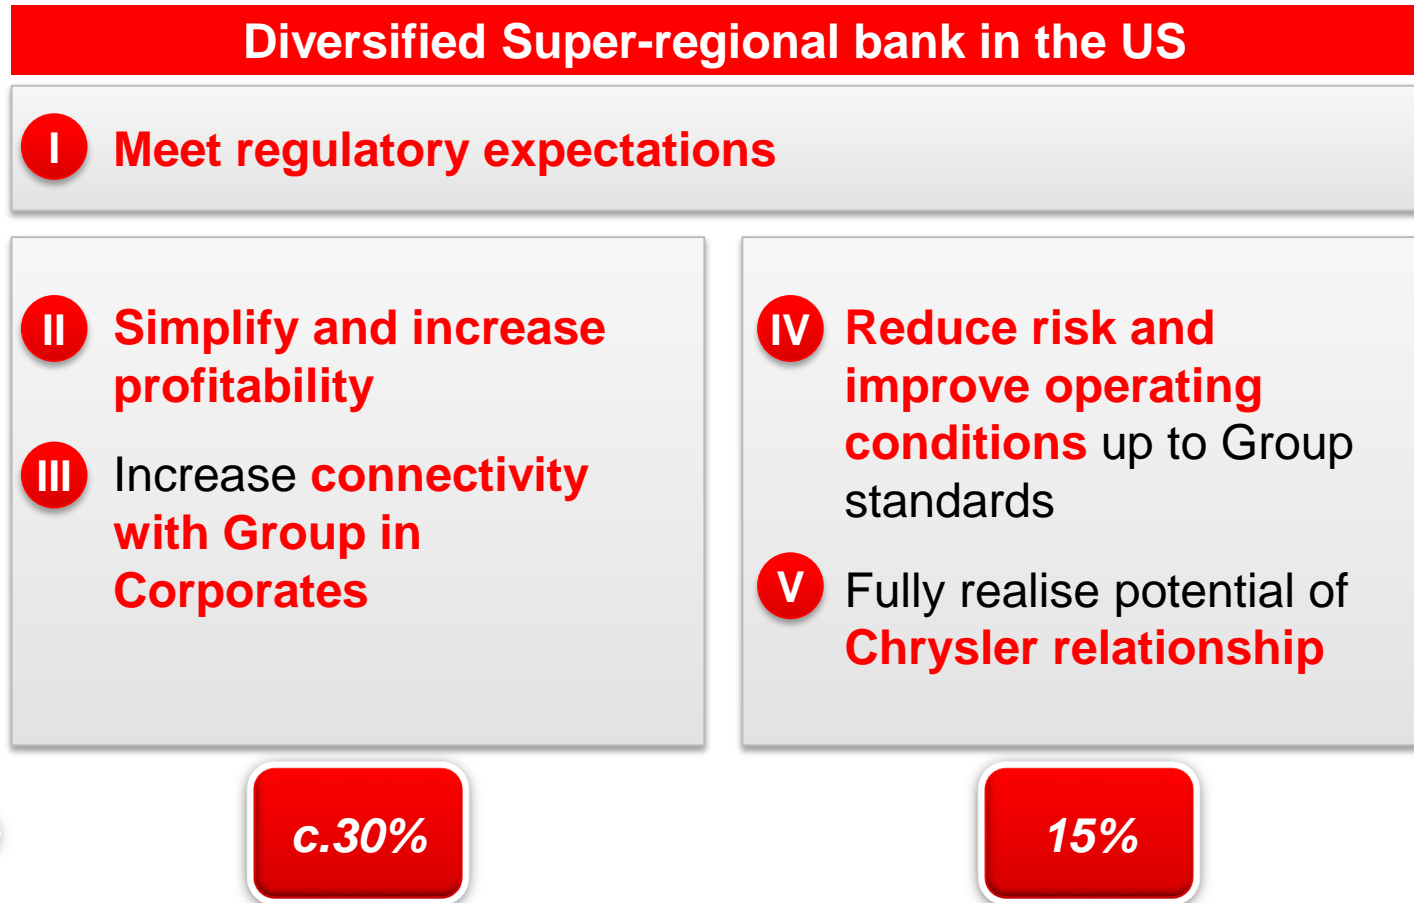 Diversified Super-regional bank in the US
I Meet regulatory expectations
II Simplify and increase
profitability
III Increase connectivity
with Group in
Corporates
IV Reduce risk and
improve operating
conditions up to Group
standards
V Fully realise potential of
Chrysler relationship
c.30%
15%